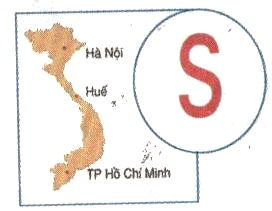 Hà Nội
S
Huế
TP Hồ Chí Minh